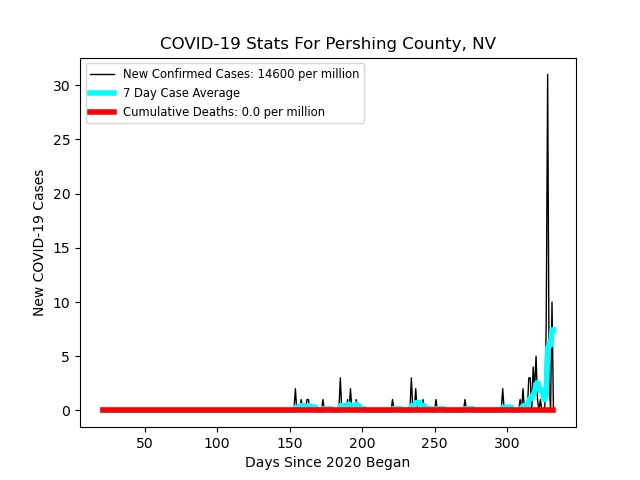 COVID-19 Stats For Pershing County, NV
New Confirmed Cases: 14600 per million
7 Day Case Average
Cumulative Deaths: 0.0 per million
New COVID-19 Cases
30
25
20
15
10
5
0
50 100 150 200 250 300
Days Since 2020 Began